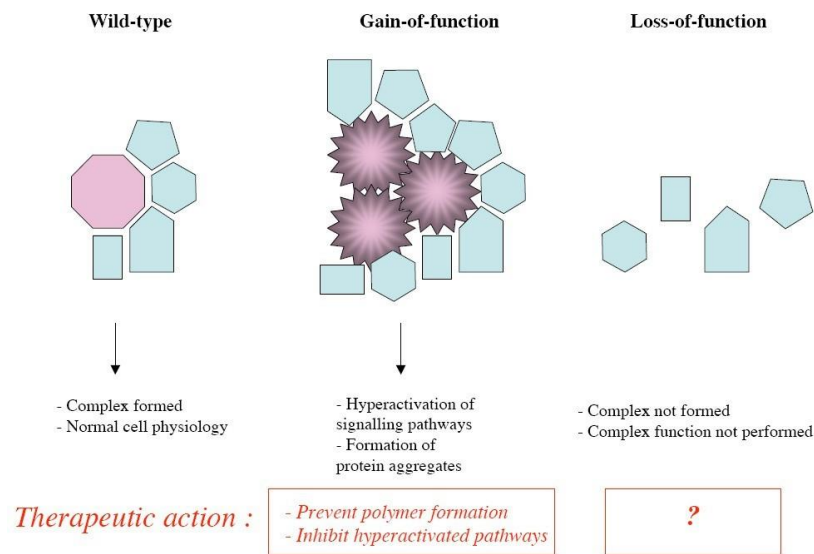 Wild-type
Gain-of-function
Loss-of-function
- Complex formed
- Normal cell physiology
- Hyperactivation of
signalling pathways
- Formation of
protein aggregates
- Complex not formed
- Complex function not performed
Therapeutic action :
- Prevent polymer formation
- Inhibit hyperactivated pathways
?